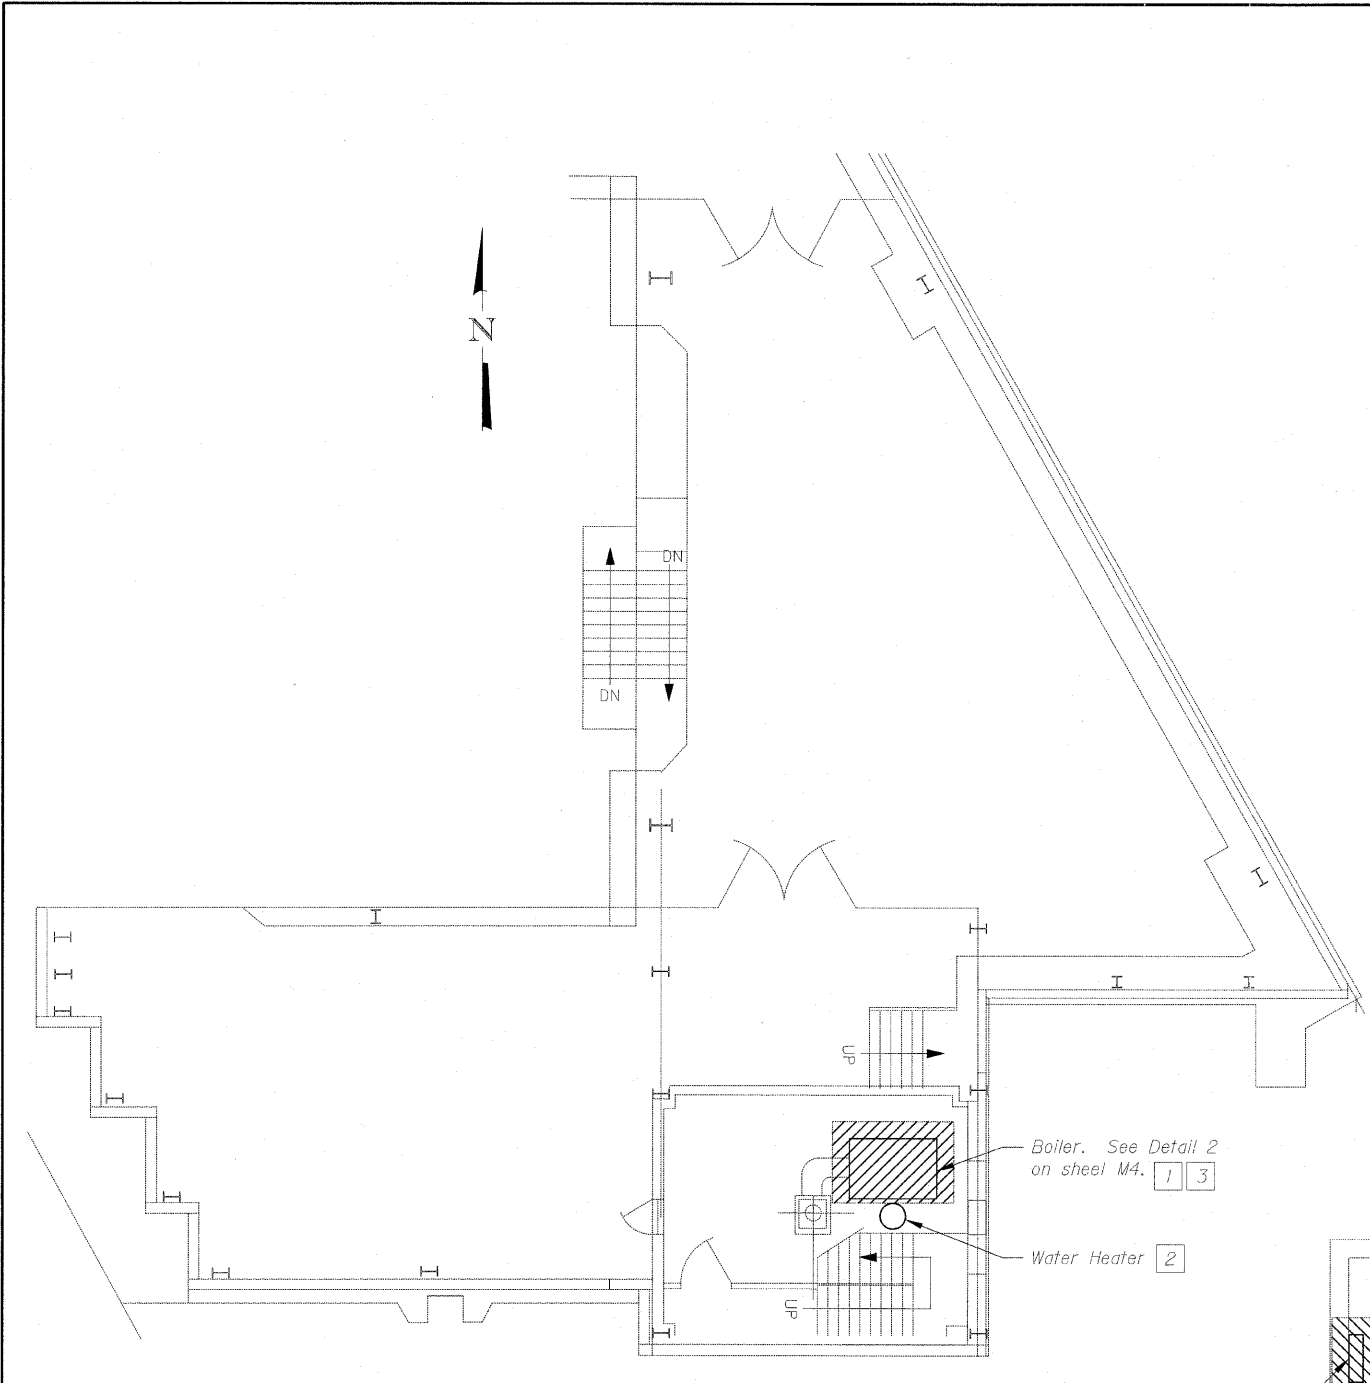 N
DN
DN
UP
Boiler. See Detail 2
on sheet M4. 1 3
Water Heater 2
UP